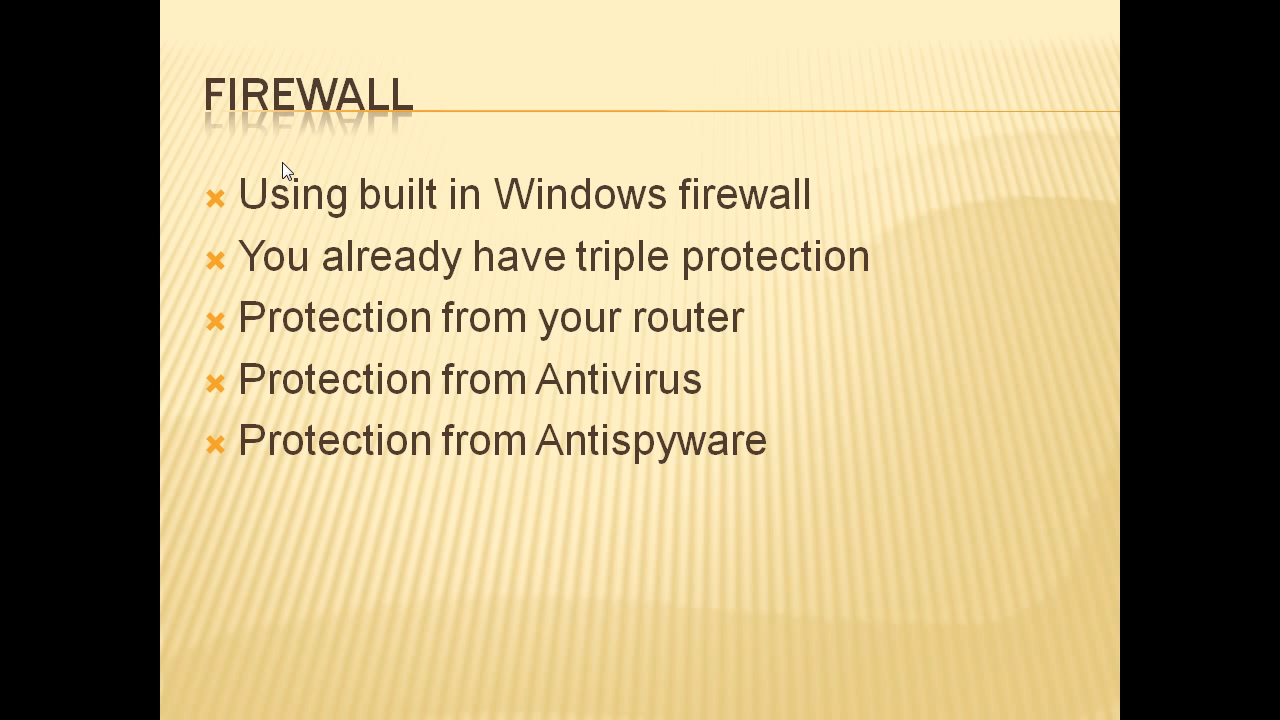 FIREWALL
Using built in Windows firewall
You already have triple protection
Protection from your router
Protection from Antivirus
Protection from Antispyware